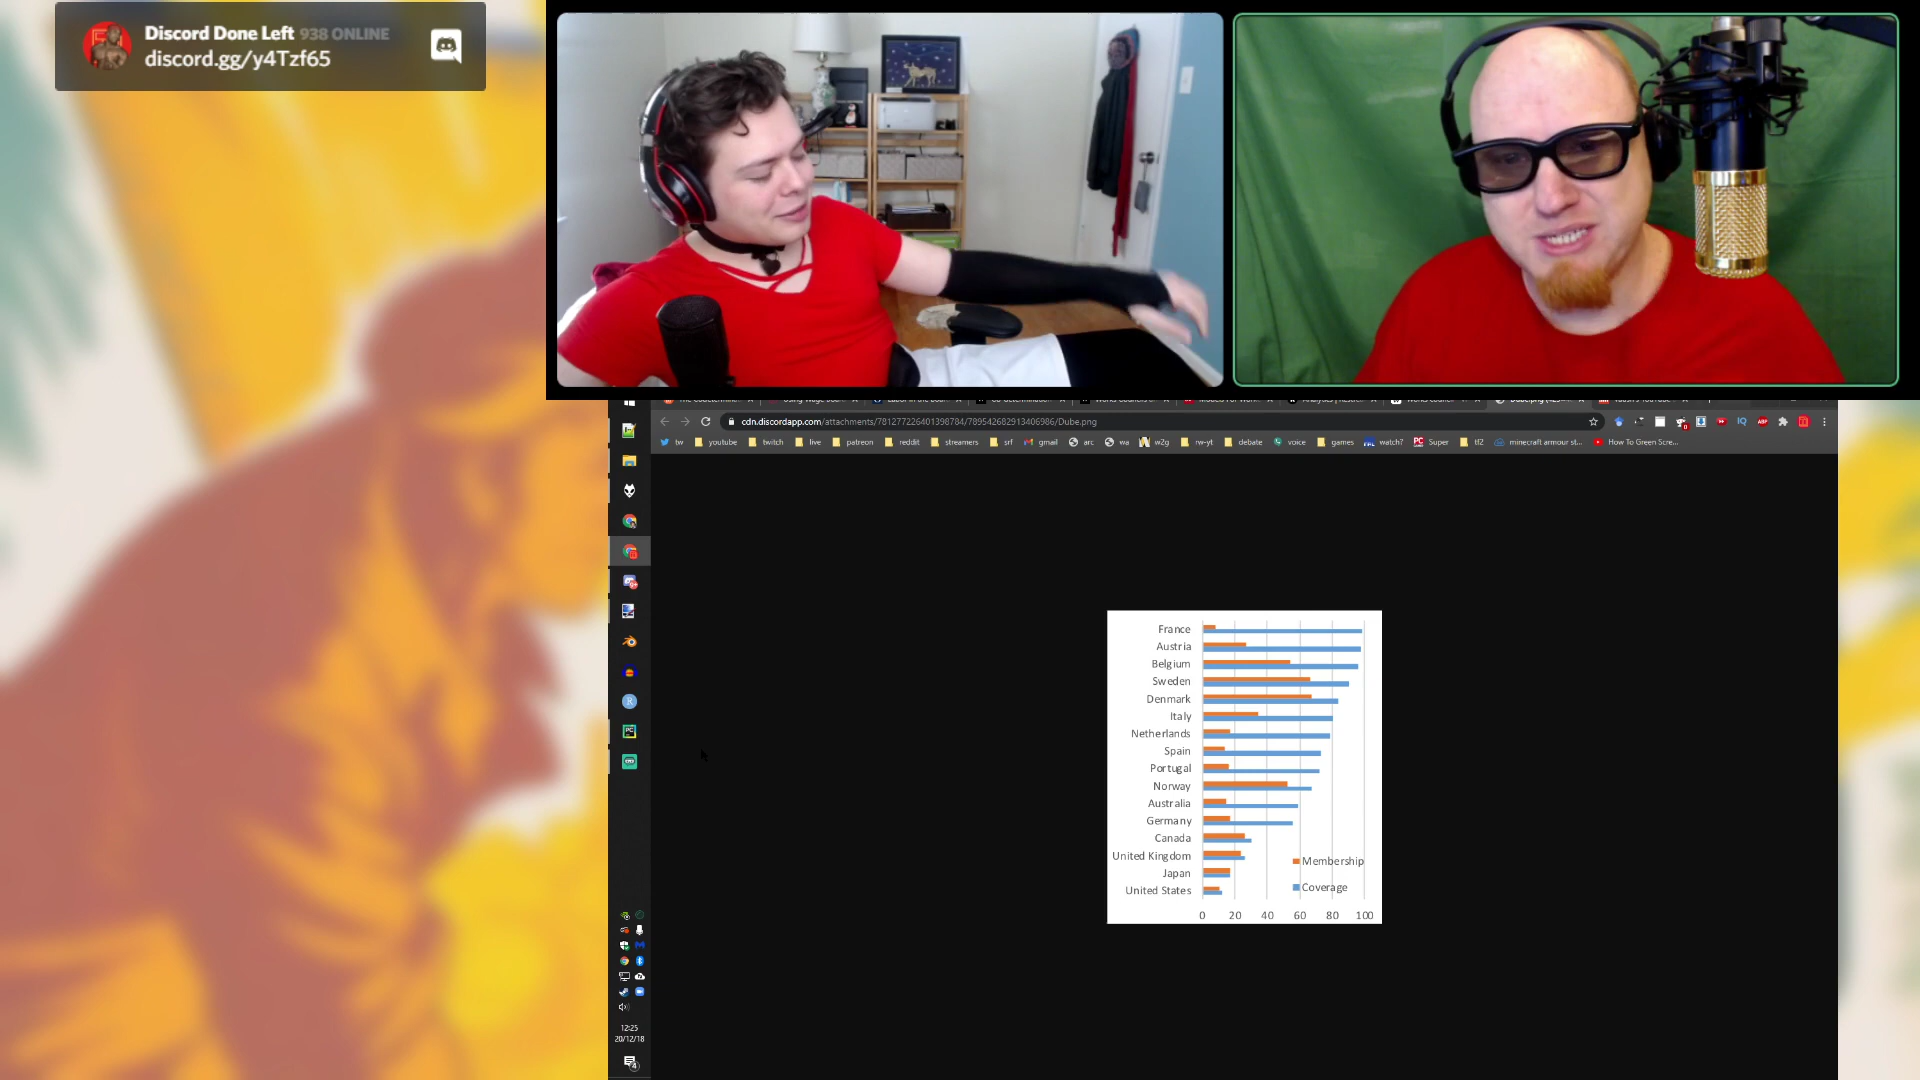 Discord Done Left 938 ONLINE
discord.gg/y4Tzf65
cdn.discordapp.com/attachments/781277226401398784/789542682913406986/Dube.png
tw youtube twitch live patreon reddit streamers srf gmail arc wa w2g rw-yt debate voice games watch? Super tf2 minecraft armour st... How To Green Scre...
France
Austria
Belgium
Sweden
Denmark
Italy
Netherlands
Spain
Portugal
Norway
Australia
Germany
Canada
United Kingdom
Japan
United States
Membership
Coverage
0 20 40 60 80 100
12:25
20/12/18